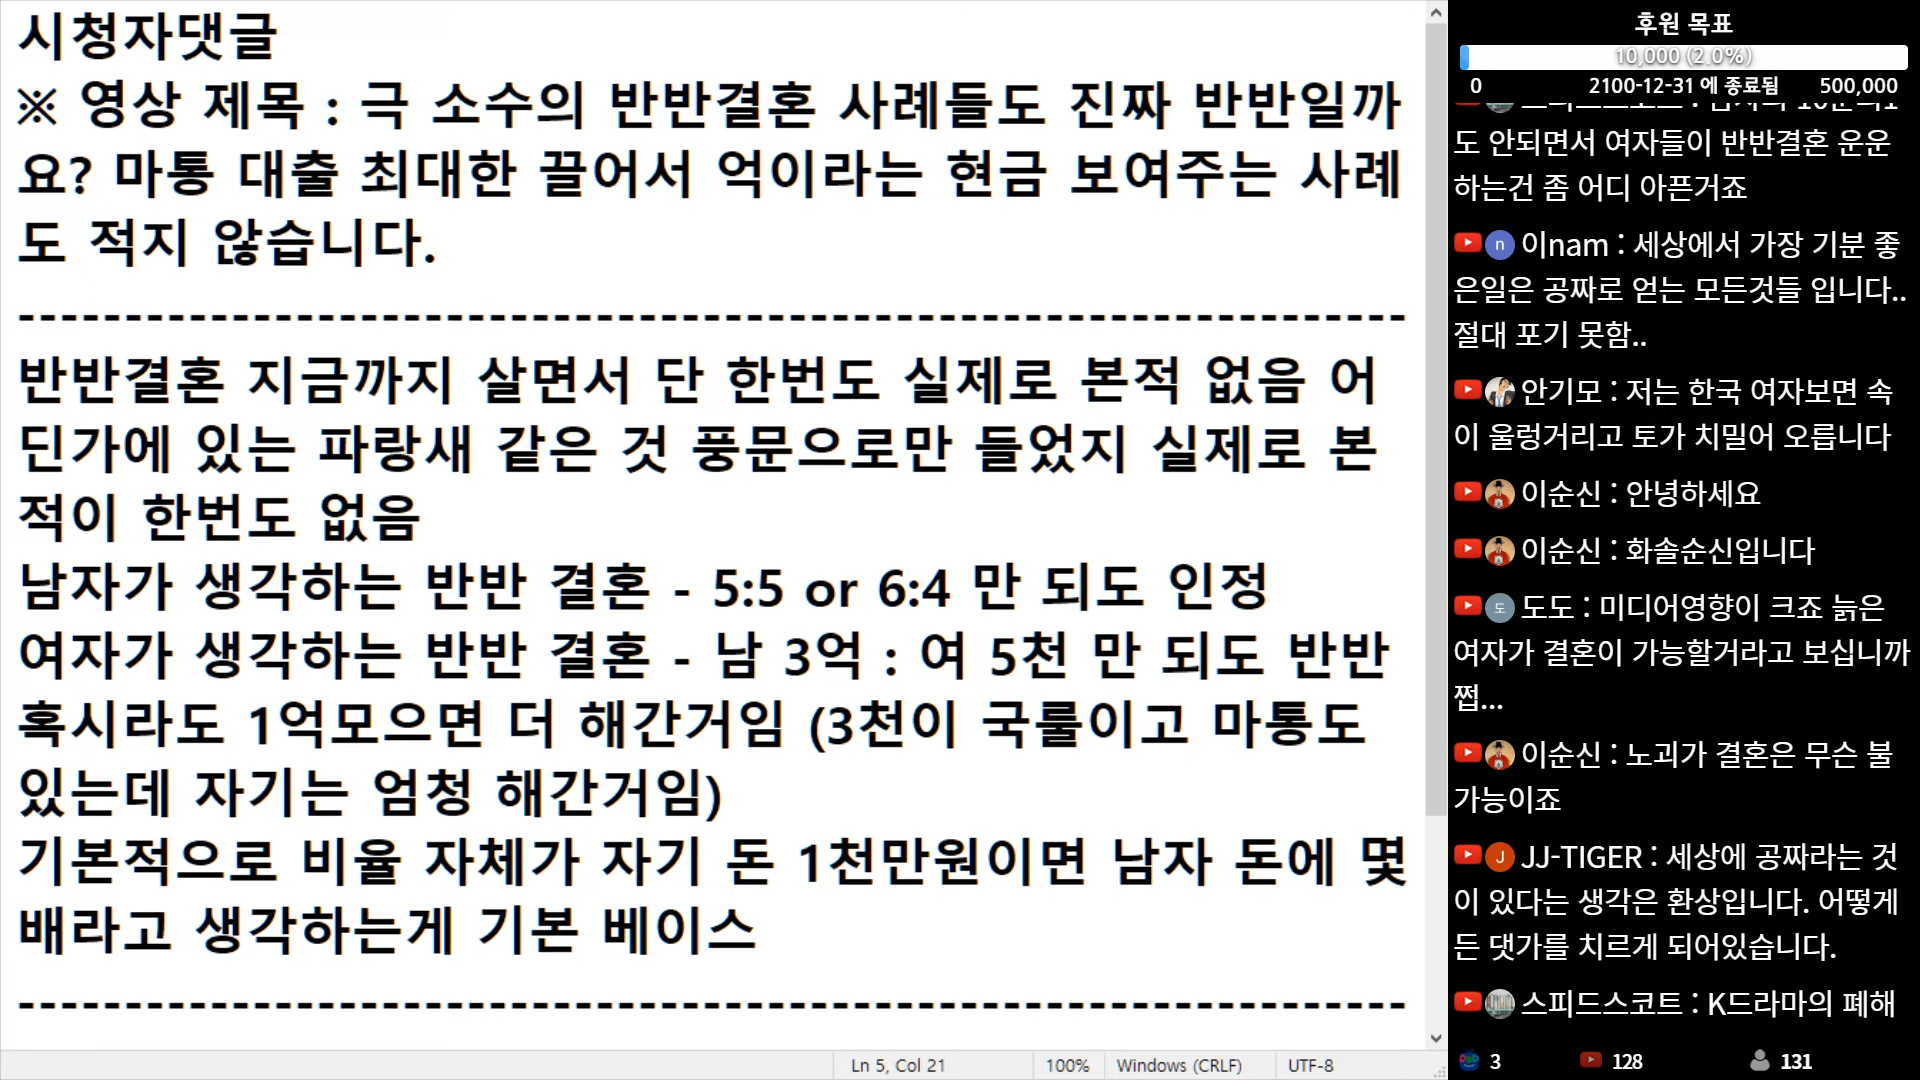 시청자댓글
※ 영상 제목 : 극 소수의 반반결혼 사례들도 진짜 반반일까
요? 마통 대출 최대한 끌어서 억이라는 현금 보여주는 사례
도 적지 않습니다.
-----------------------------------------------------------------
반반결혼 지금까지 살면서 단 한번도 실제로 본적 없음 어
딘가에 있는 파랑새 같은 것 풍문으로만 들었지 실제로 본
적이 한번도 없음
남자가 생각하는 반반 결혼 - 5:5 or 6:4 만 되도 인정
여자가 생각하는 반반 결혼 - 남 3억 : 여 5천 만 되도 반반
혹시라도 1억모으면 더 해간거임 (3천이 국룰이고 마통도
있는데 자기는 엄청 해간거임)
기본적으로 비율 자체가 자기 돈 1천만원이면 남자 돈에 몇
배라고 생각하는게 기본 베이스
-----------------------------------------------------------------
Ln 5, Col 21
100%
Windows (CRLF)
UTF-8
후원 목표
10,000 (2.0%)
0 2100-12-31 에 종료됨 500,000
도 안되면서 여자들이 반반결혼 운운
하는건 좀 어디 아픈거죠
n 이nam : 세상에서 가장 기분 좋
은일은 공짜로 얻는 모든것들 입니다..
절대 포기 못함..
안기모 : 저는 한국 여자보면 속
이 울렁거리고 토가 치밀어 오릅니다
이순신 : 안녕하세요
이순신 : 화솔순신입니다
도 도도 : 미디어영향이 크죠 늙은
여자가 결혼이 가능할거라고 보십니까
쩝...
이순신 : 노괴가 결혼은 무슨 불
가능이죠
J JJ-TIGER : 세상에 공짜라는 것
이 있다는 생각은 환상입니다. 어떻게
든 댓가를 치르게 되어있습니다.
스피드스코트 : K드라마의 폐해
3 128 131